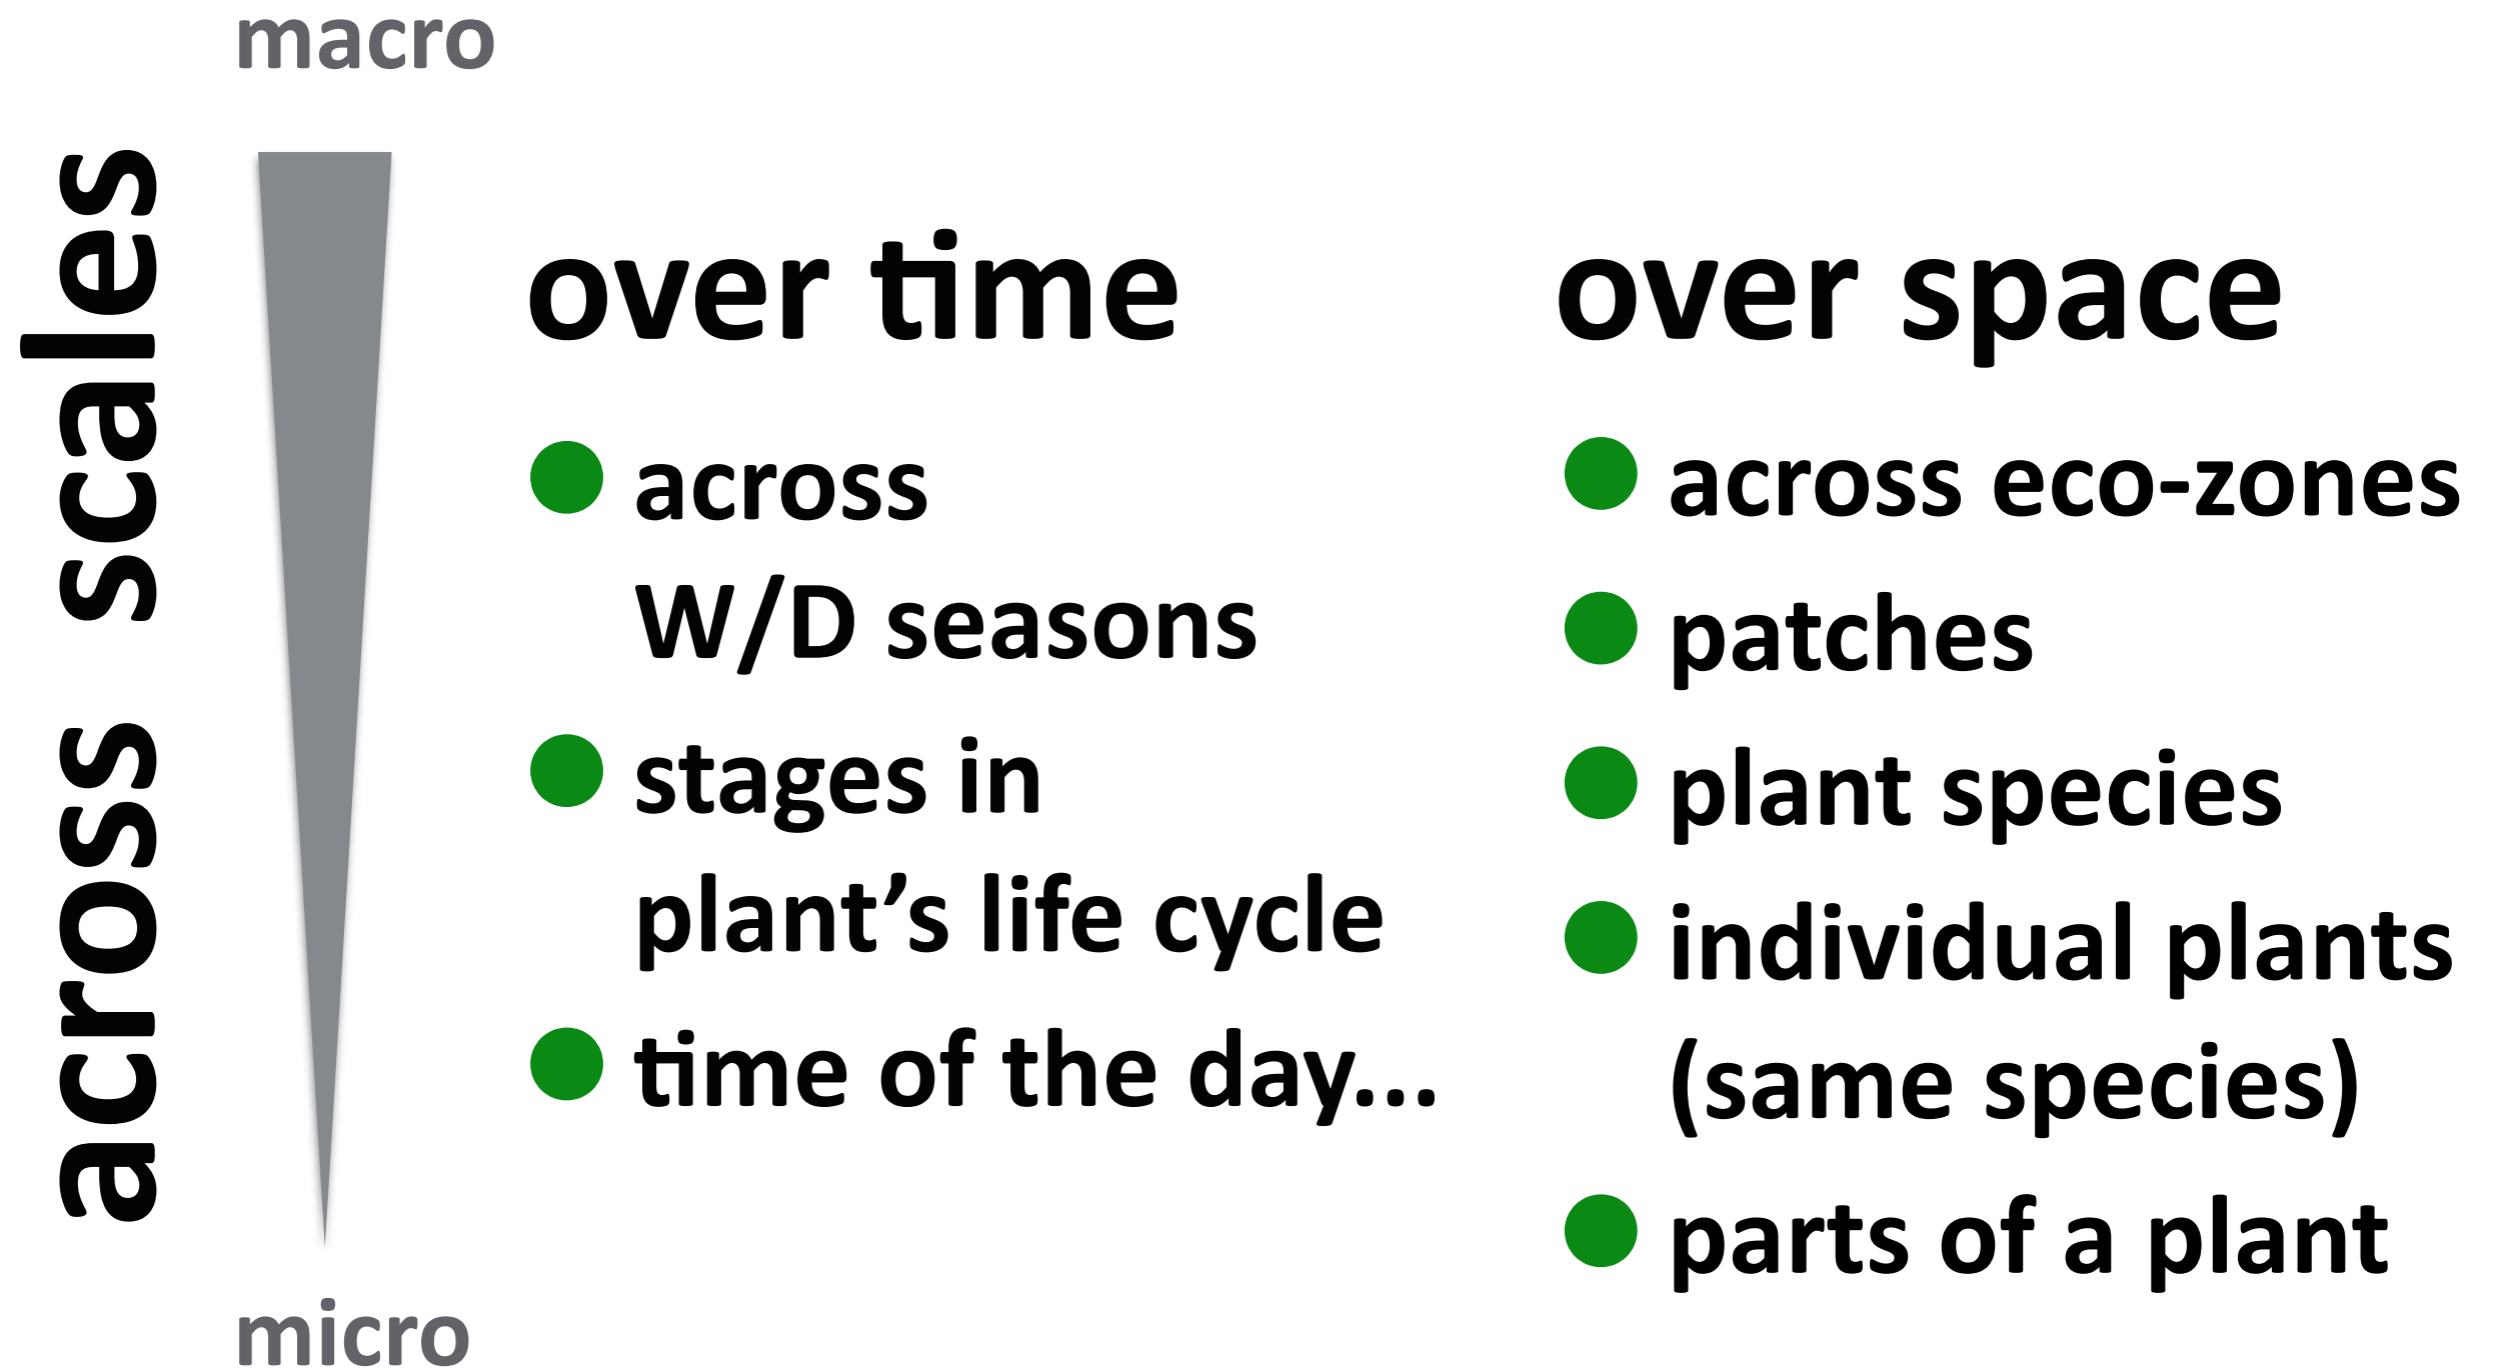 macro
across scales
over time
across
W/D seasons
stages in
plant’s life cycle
time of the day...
over space
across eco-zones
patches
plant species
individual plants
(same species)
parts of a plant
micro